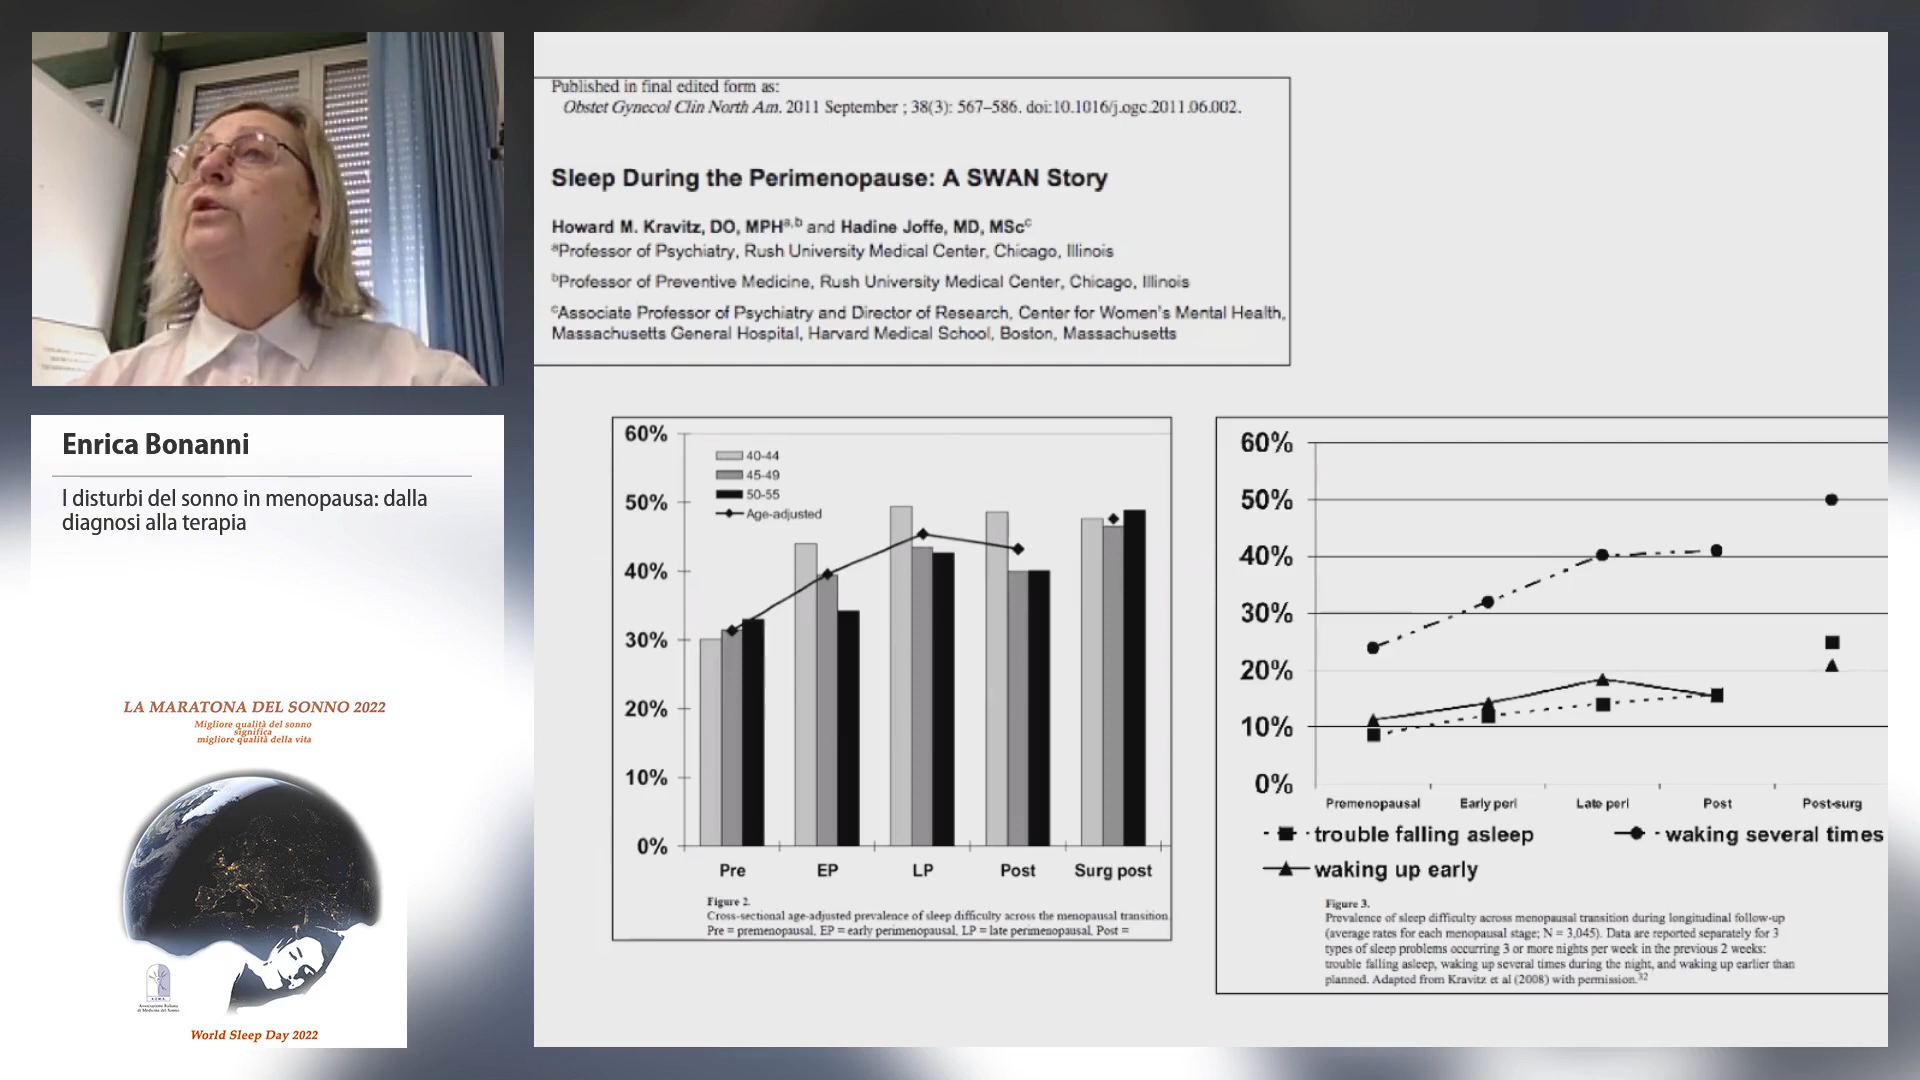 Published in final edited form as:
Obstet Gynecol Clin North Am. 2011 September ; 38(3): 567–586. doi:10.1016/j.ogc.2011.06.002.
Sleep During the Perimenopause: A SWAN Story
Howard M. Kravitz, DO, MPHa,b and Hadine Joffe, MD, MScc
aProfessor of Psychiatry, Rush University Medical Center, Chicago, Illinois
bProfessor of Preventive Medicine, Rush University Medical Center, Chicago, Illinois
cAssociate Professor of Psychiatry and Director of Research, Center for Women's Mental Health,
Massachusetts General Hospital, Harvard Medical School, Boston, Massachusetts
Enrica Bonanni
I disturbi del sonno in menopausa: dalla
diagnosi alla terapia
LA MARATONA DEL SONNO 2022
Migliore qualità del sonno
significa
migliore qualità della vita
Associazione Italiana
di Medicina del Sonno
World Sleep Day 2022
60%
50%
40%
30%
20%
10%
0%
40-44
45-49
50-55
Age-adjusted
Pre EP LP Post Surg post
Figure 2.
Cross-sectional age-adjusted prevalence of sleep difficulty across the menopausal transition.
Pre = premenopausal, EP = early perimenopausal, LP = late perimenopausal, Post =
60%
50%
40%
30%
20%
10%
0%
Premenopausal Early peri Late peri Post Post-surg
trouble falling asleep waking several times
waking up early
Figure 3.
Prevalence of sleep difficulty across menopausal transition during longitudinal follow-up
(average rates for each menopausal stage; N = 3,045). Data are reported separately for 3
types of sleep problems occurring 3 or more nights per week in the previous 2 weeks:
trouble falling asleep, waking up several times during the night, and waking up earlier than
planned. Adapted from Kravitz et al (2008) with permission.32